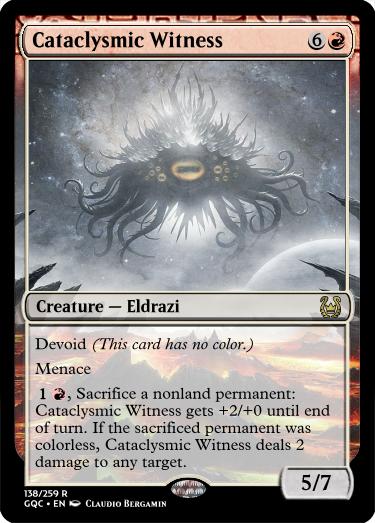 Cataclysmic Witness 6
Creature — Eldrazi
Devoid (This card has no color.)
Menace
1 , Sacrifice a nonland permanent:
Cataclysmic Witness gets +2/+0 until end
of turn. If the sacrificed permanent was
colorless, Cataclysmic Witness deals 2
damage to any target.
138/259 R
GQC • EN Claudio Bergamin
5/7